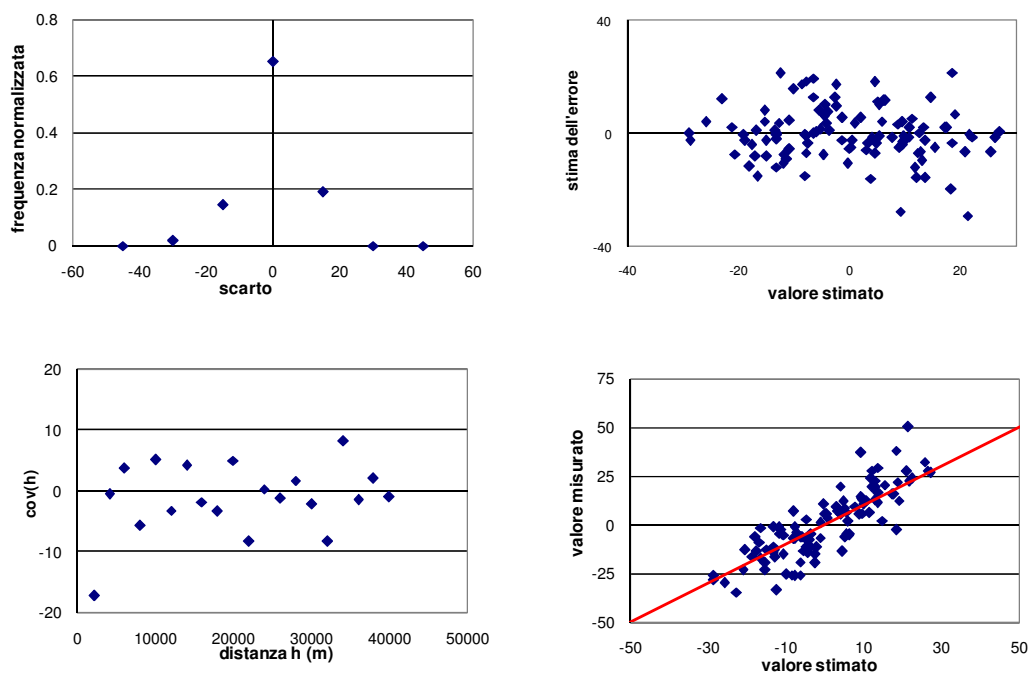 frequenza normalizzata
0.8
0.6
0.4
0.2
0
-60 -40 -20 0 20 40 60
scarto
stima dell'errore
40
0
-40
-40 -20 0 20
valore stimato
cov(h)
20
10
0
-10
-20
0 10000 20000 30000 40000 50000
distanza h (m)
valore misurato
75
50
25
0
-25
-50
-50 -30 -10 10 30 50
valore stimato